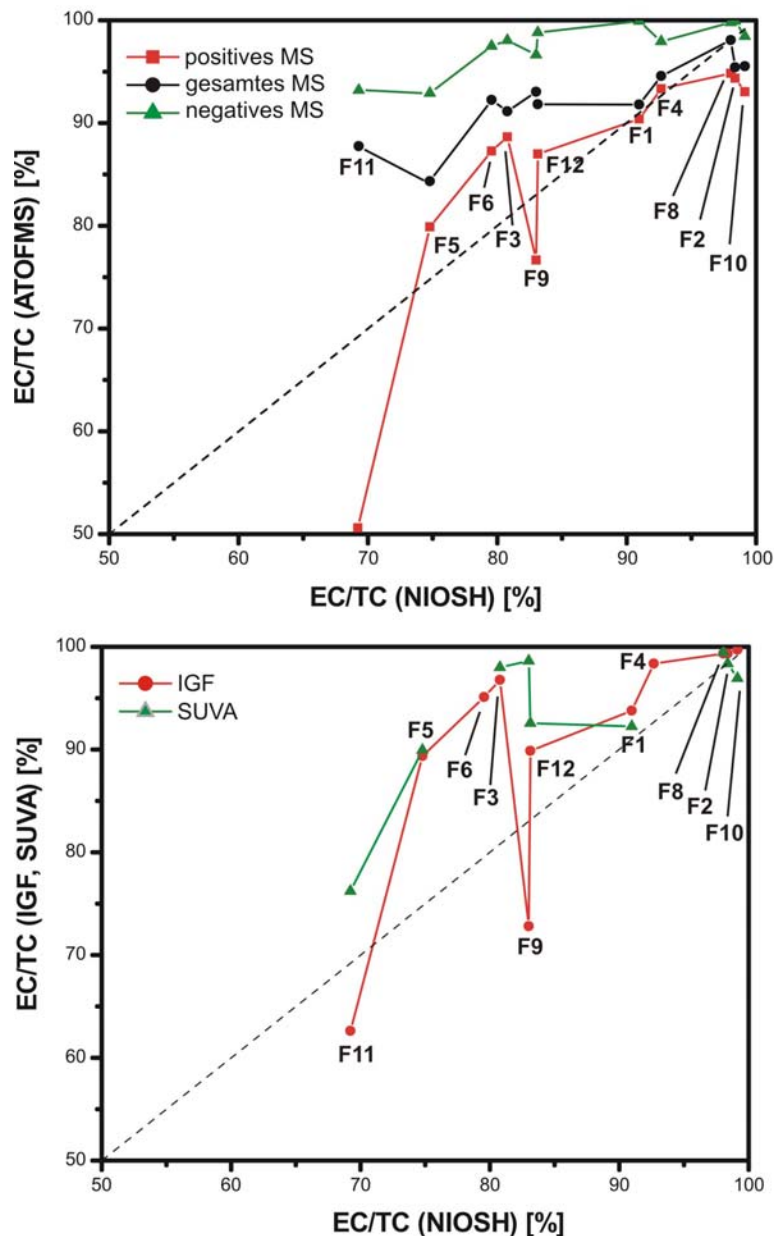 EC/TC (ATOFMS) [%]
100
90
80
70
60
50
positives MS
gesamtes MS
negatives MS
F11
F5
F6
F3
F9
F12
F1
F4
F8
F2
F10
50
60
70
80
90
100
EC/TC (NIOSH) [%]
EC/TC (IGF, SUVA) [%]
100
90
80
70
60
50
IGF
SUVA
F11
F5
F6
F3
F9
F12
F1
F4
F8
F2
F10
50
60
70
80
90
100
EC/TC (NIOSH) [%]